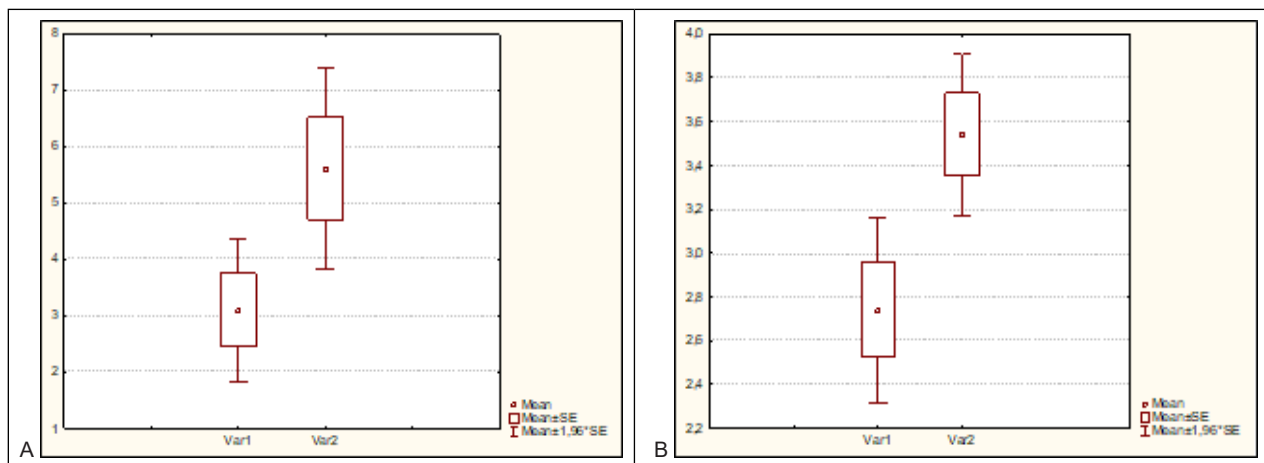 8
7
6
5
4
3
2
1
Var1 Var2
Mean
Mean±SE
Mean±1,96*SE
A
4,0
3,8
3,6
3,4
3,2
3,0
2,8
2,6
2,4
2,2
Var1 Var2
Mean
Mean±SE
Mean±1,96*SE
B